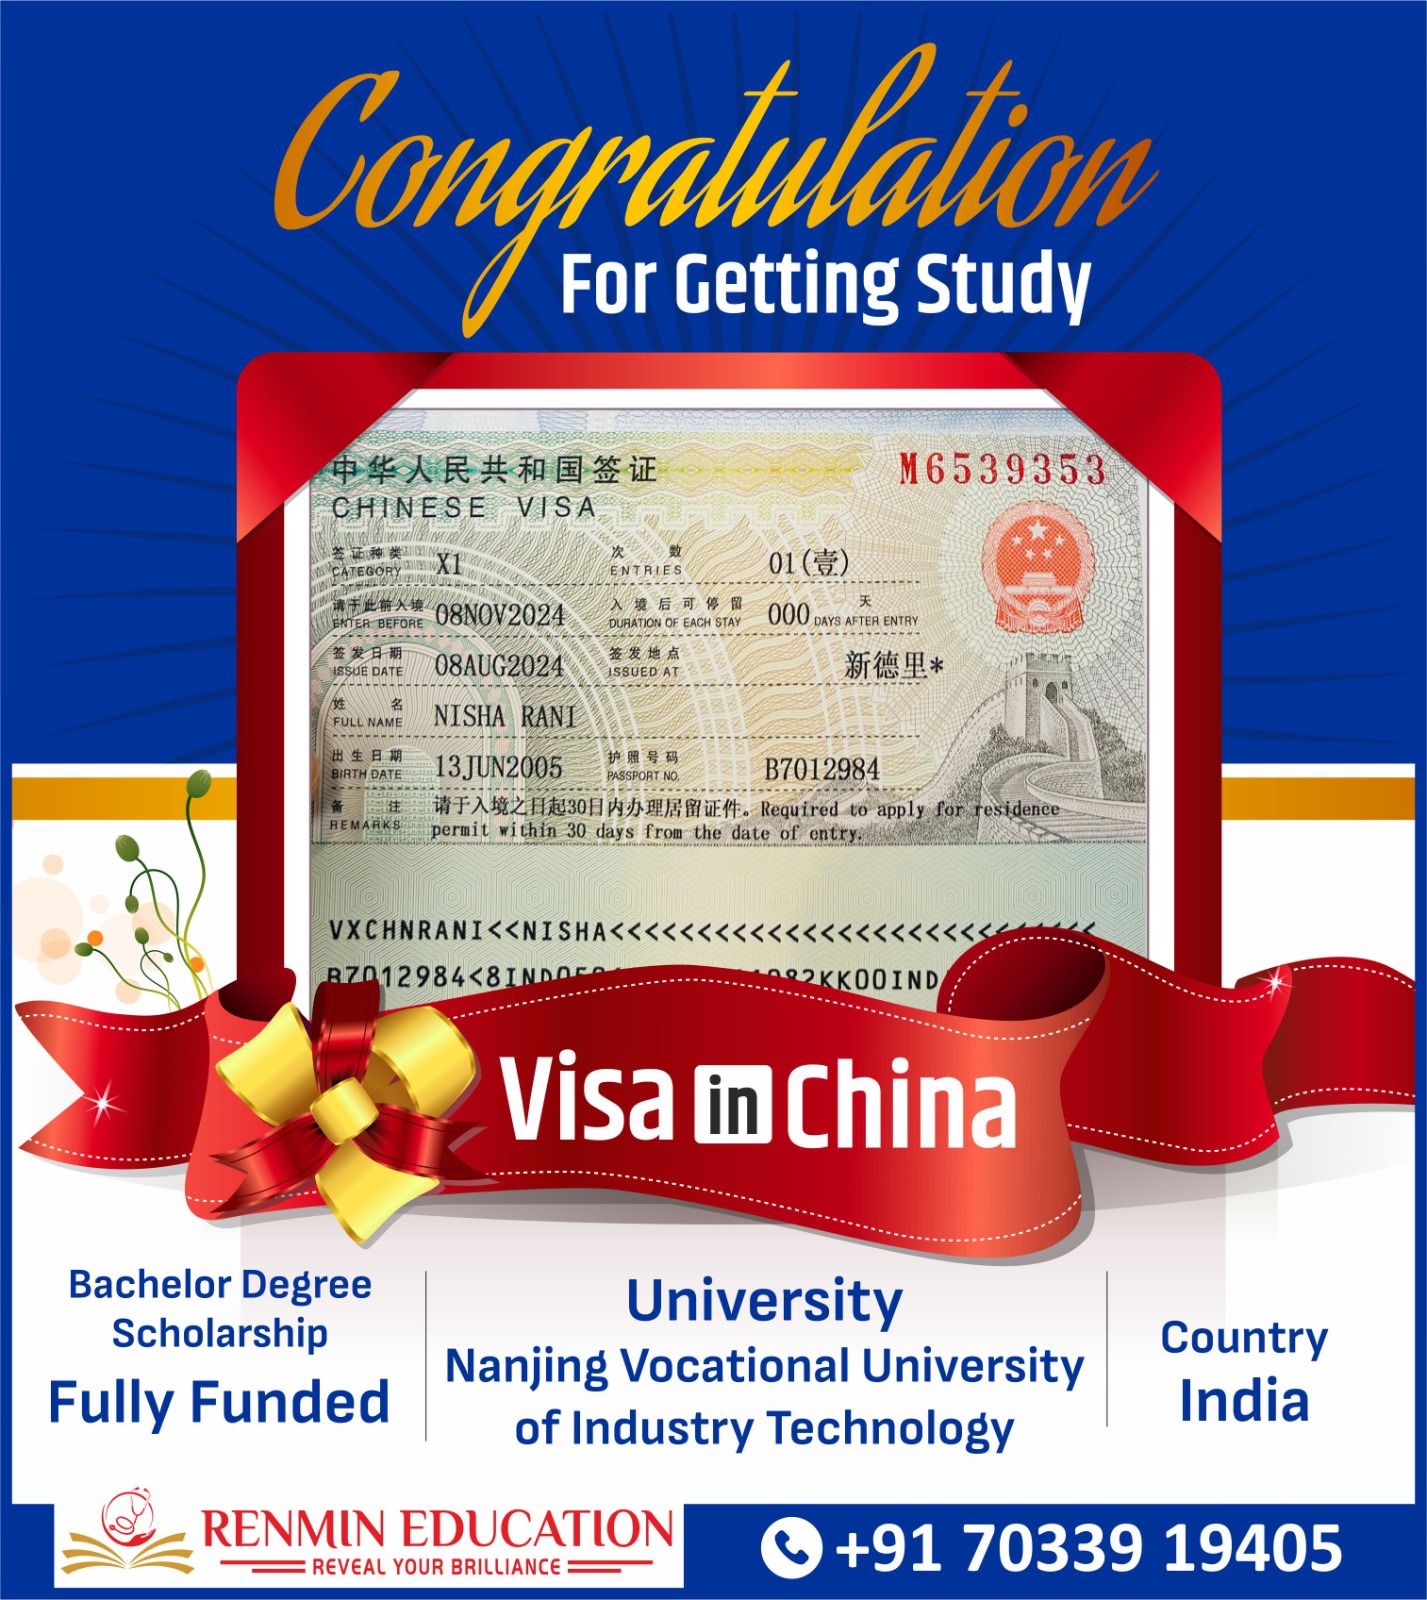 Congratulation
For Getting Study
中华人民共和国签证
CHINESE VISA
M6539353
签证种类 CATEGORY X1 次数 ENTRIES 01(壹)
请于此前入境 ENTER BEFORE 08NOV2024 入境后可停留 DURATION OF EACH STAY 000 天 DAYS AFTER ENTRY
签发日期 ISSUE DATE 08AUG2024 签发地点 ISSUED AT 新德里*
姓名 FULL NAME NISHA RANI
出生日期 BIRTH DATE 13JUN2005 护照号码 PASSPORT NO. B7012984
备注 REMARKS 请于入境之日起30日内办理居留证件。Required to apply for residence
permit within 30 days from the date of entry.
VXCHNRANI<<NISHA<<<<<<<<<<<<<<<<<<<<<<<<<<<<
B7012984<8IND 082KK00IND
Visa in China
Bachelor Degree
Scholarship
Fully Funded
University
Nanjing Vocational University
of Industry Technology
Country
India
RENMIN EDUCATION
REVEAL YOUR BRILLIANCE
+91 70339 19405